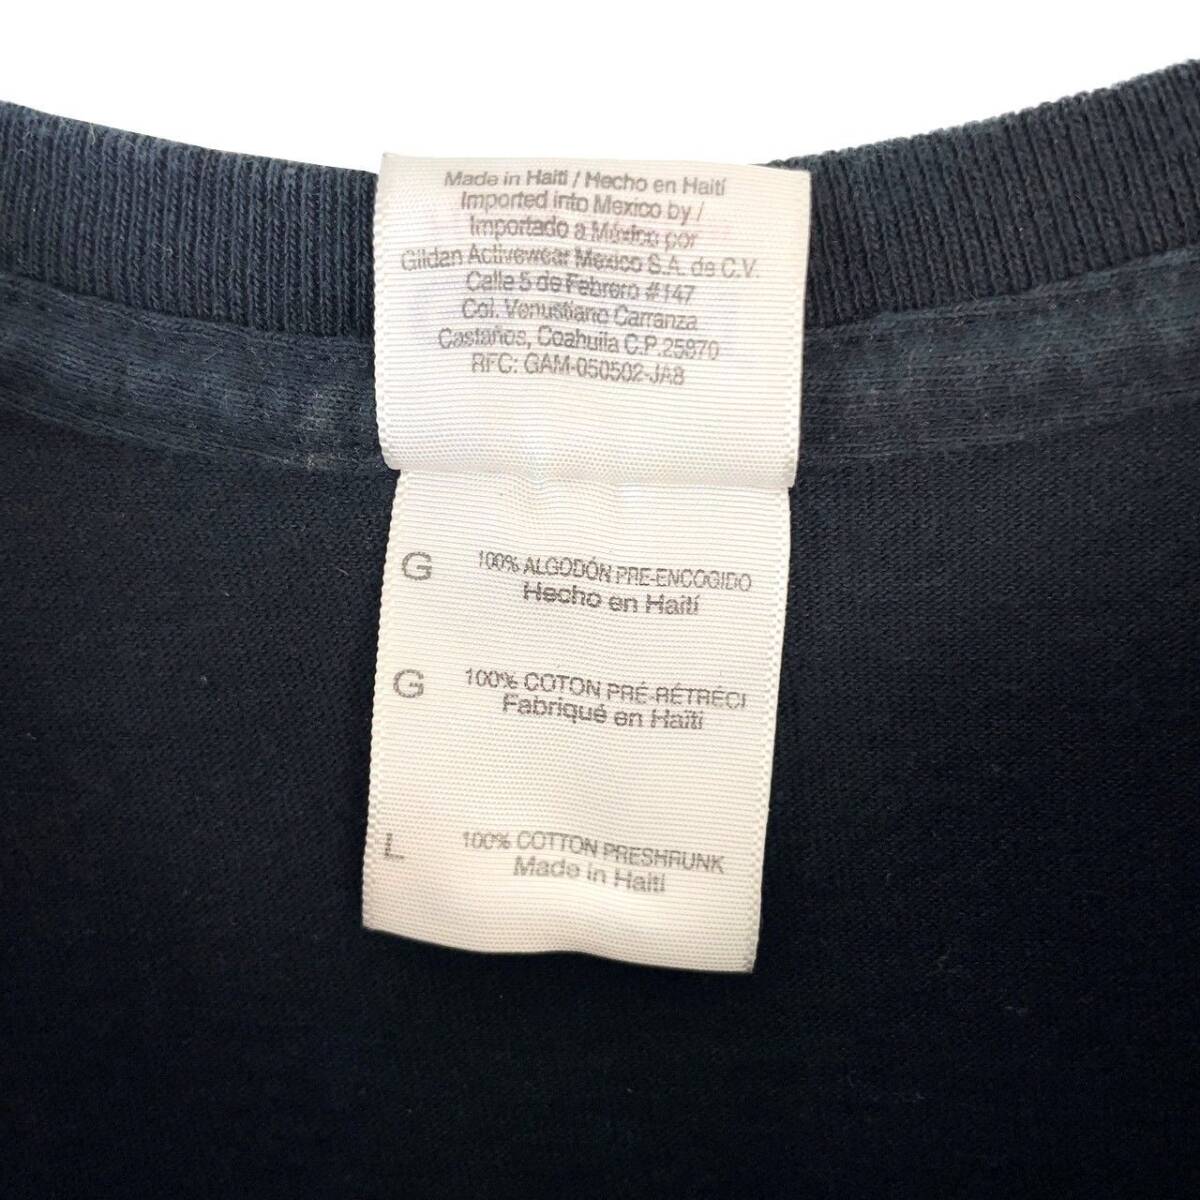 Made in Haiti / Hecho en Haití
Imported into Mexico by /
Importado a México por
Gildan Activewear Mexico S.A. de C.V.
Calle 5 de Febrero #147
Col. Venustiano Carranza
Castaños, Coahuila C.P.25870
RFC: GAM-050502-JA8
G 100% ALGODÓN PRE-ENCOGIDO
Hecho en Haití
G 100% COTON PRÉ-RÉTRÉCI
Fabriqué en Haïti
L 100% COTTON PRESHRUNK
Made in Haiti